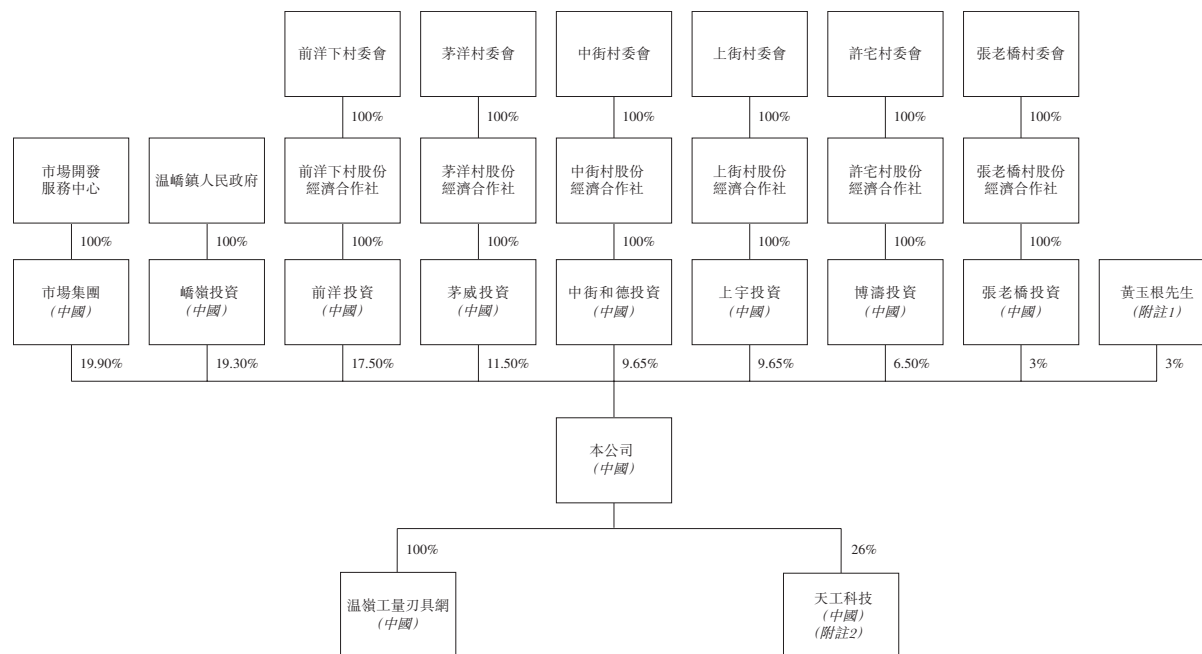 前洋下村委會
茅洋村委會
中街村委會
上街村委會
許宅村委會
張老橋村委會
100%
100%
100%
100%
100%
100%
市場開發
服務中心
温嶠鎮人民政府
前洋下村股份
經濟合作社
茅洋村股份
經濟合作社
中街村股份
經濟合作社
上街村股份
經濟合作社
許宅村股份
經濟合作社
張老橋村股份
經濟合作社
100%
100%
100%
100%
100%
100%
100%
100%
市場集團
(中國)
嶠嶺投資
(中國)
前洋投資
(中國)
茅威投資
(中國)
中街和德投資
(中國)
上宇投資
(中國)
博濤投資
(中國)
張老橋投資
(中國)
黃玉根先生
(附註1)
19.90%
19.30%
17.50%
11.50%
9.65%
9.65%
6.50%
3%
3%
本公司
(中國)
100%
26%
温嶺工量刃具網
(中國)
天工科技
(中國)
(附註2)